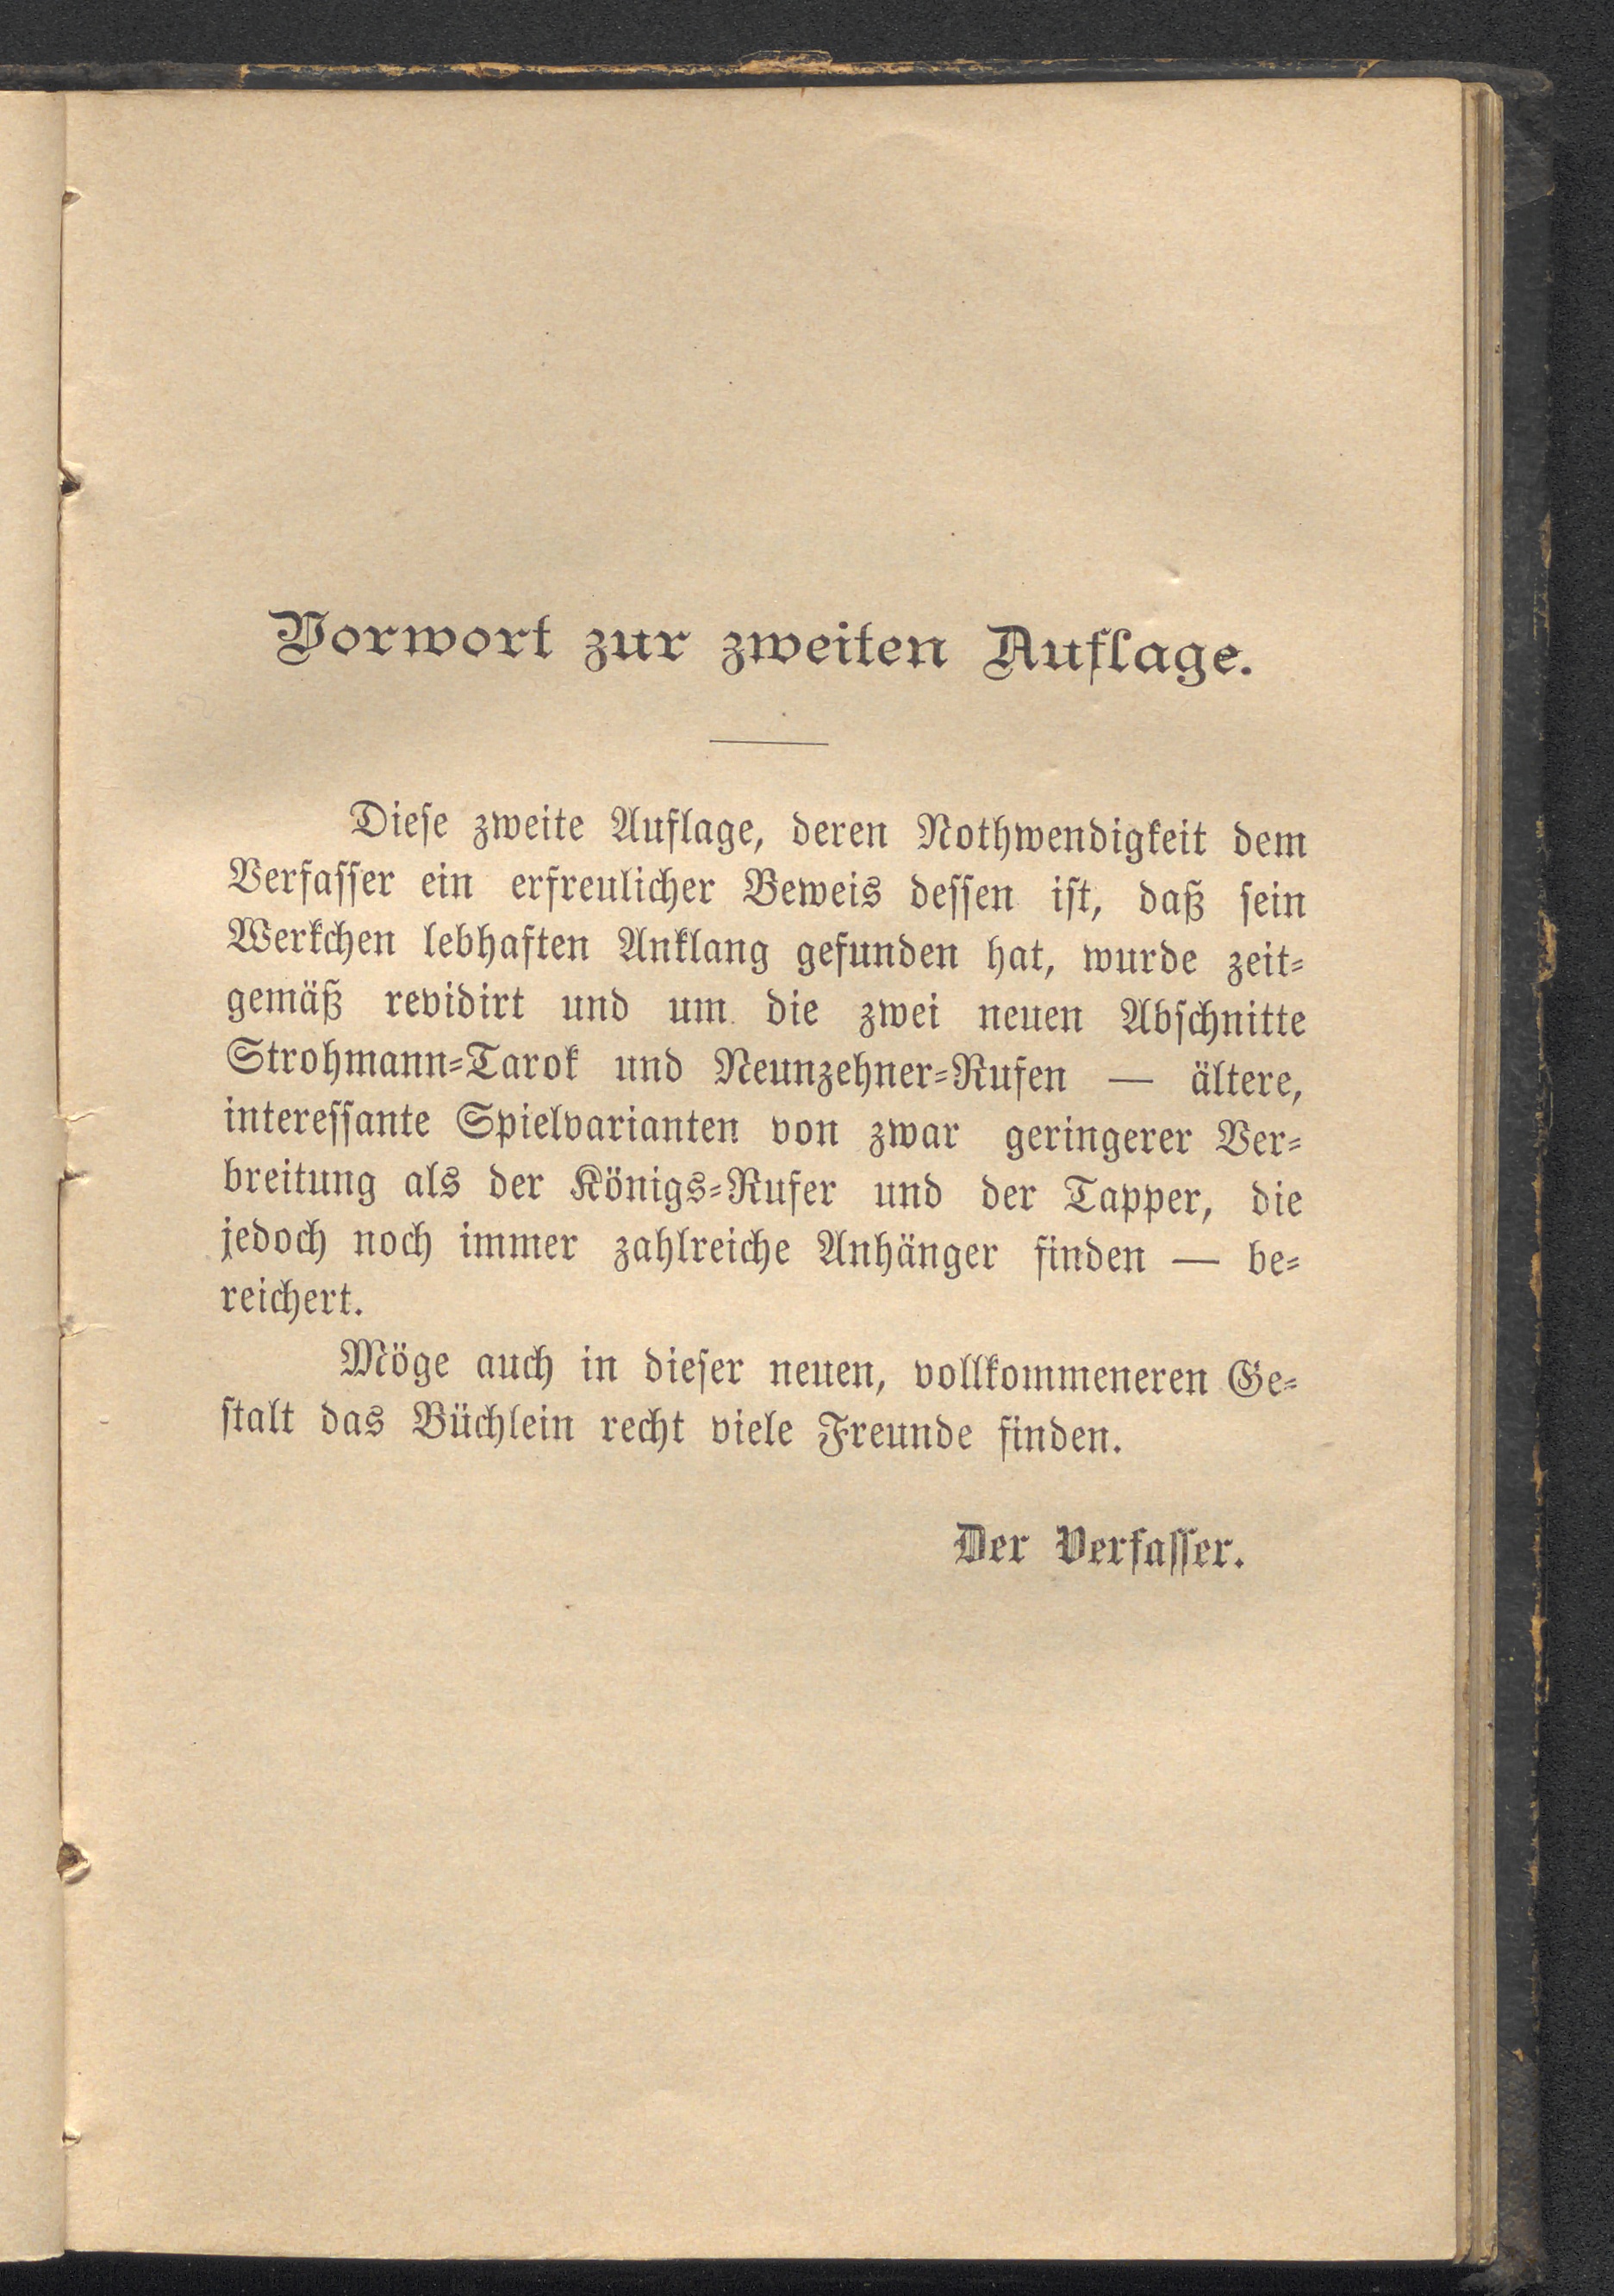 Vorwort zur zweiten Auflage.
Diese zweite Auflage, deren Nothwendigkeit dem
Verfasser ein erfreulicher Beweis dessen ist, daß sein
Werkchen lebhaften Anklang gefunden hat, wurde zeit-
gemäß revidirt und um die zwei neuen Abschnitte
Strohmann-Tarok und Neunzehner-Rufen — ältere,
interessante Spielvarianten von zwar geringerer Ver-
breitung als der Königs-Rufer und der Tapper, die
jedoch noch immer zahlreiche Anhänger finden — be-
reichert.
Möge auch in dieser neuen, vollkommeneren Ge-
stalt das Büchlein recht viele Freunde finden.
Der Verfasser.